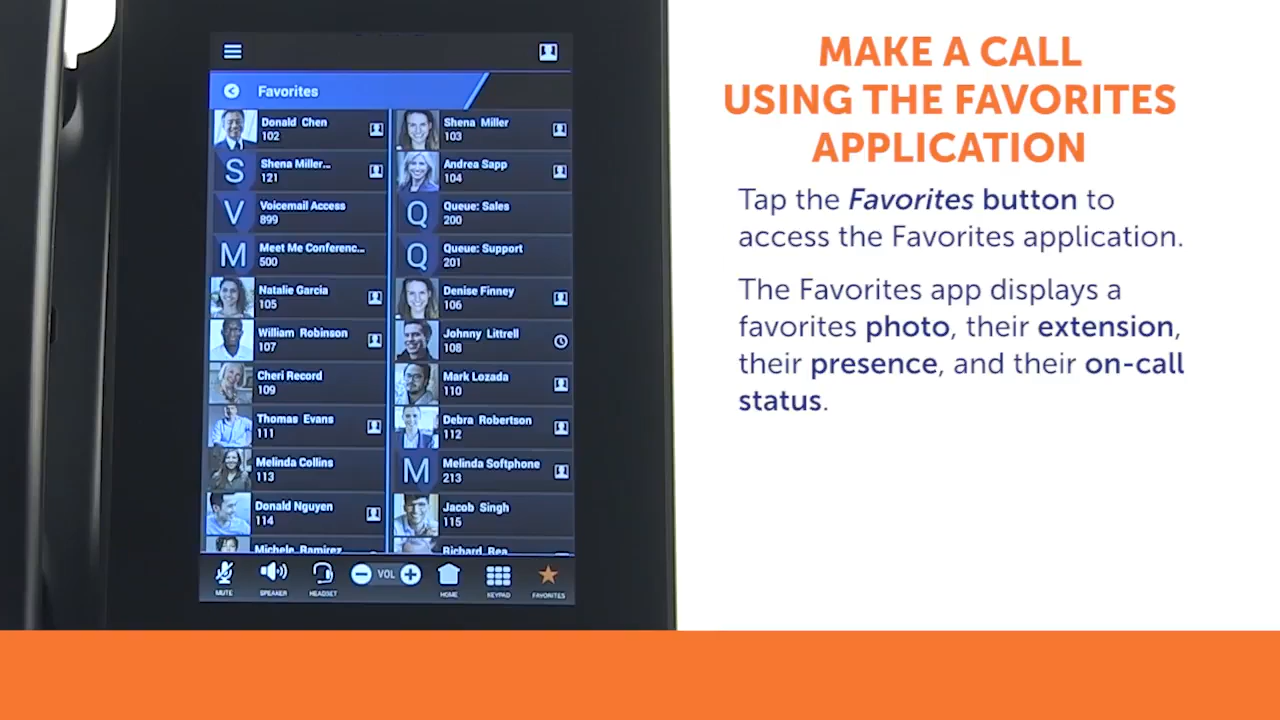 MAKE A CALL
USING THE FAVORITES
APPLICATION
Tap the Favorites button to
access the Favorites application.
The Favorites app displays a
favorites photo, their extension,
their presence, and their on-call
status.
Favorites
Donald Chen
102
Shena Miller
103
Shena Miller...
121
Andrea Sapp
104
S
V
Voicemail Access
899
Q
Queue: Sales
200
M
Meet Me Conferenc...
500
Q
Queue: Support
201
Natalie Garcia
105
Denise Finney
106
William Robinson
107
Johnny Littrell
108
Cheri Record
109
Mark Lozada
110
Thomas Evans
111
Debra Robertson
112
Melinda Collins
113
M
Melinda Softphone
213
Donald Nguyen
114
Jacob Singh
115
Michele Ramirez
Richard Rea
MUTE
SPEAKER
HEADSET
VOL
HOME
KEYPAD
FAVORITES